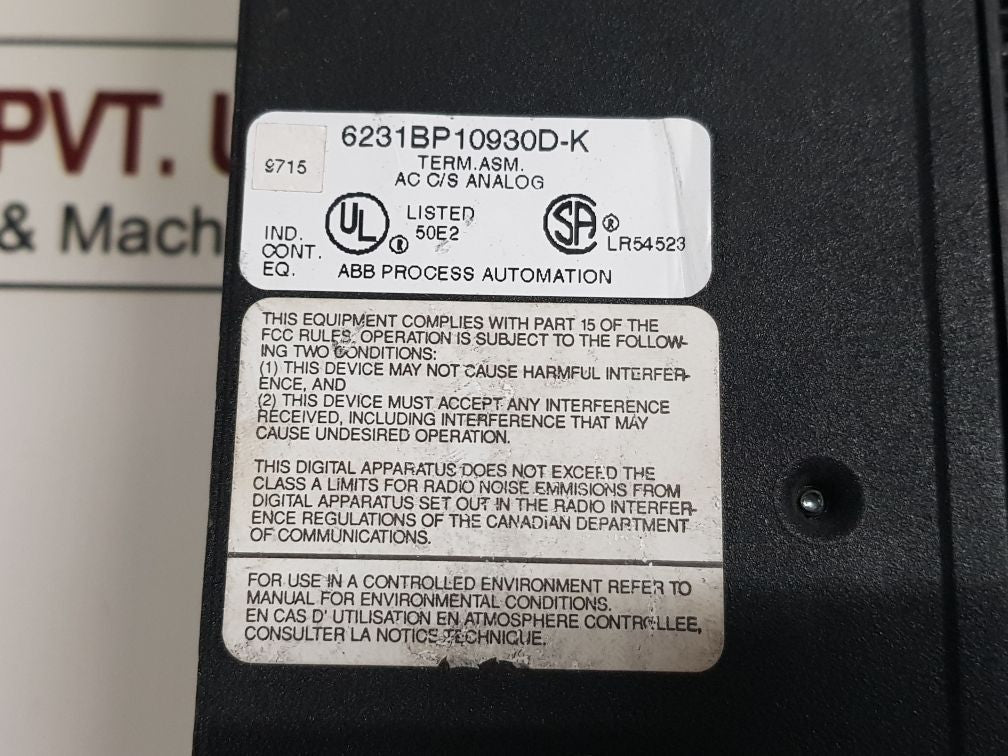 PVT. U
& Mach
9715
6231BP10930D-K
TERM.ASM.
AC C/S ANALOG
UL ®
LISTED
50E2
SA ®
LR54523
IND.
CONT.
EQ.
ABB PROCESS AUTOMATION
THIS EQUIPMENT COMPLIES WITH PART 15 OF THE
FCC RULES. OPERATION IS SUBJECT TO THE FOLLOW-
ING TWO CONDITIONS:
(1) THIS DEVICE MAY NOT CAUSE HARMFUL INTERFER-
ENCE, AND
(2) THIS DEVICE MUST ACCEPT ANY INTERFERENCE
RECEIVED, INCLUDING INTERFERENCE THAT MAY
CAUSE UNDESIRED OPERATION.
THIS DIGITAL APPARATUS DOES NOT EXCEED THE
CLASS A LIMITS FOR RADIO NOISE EMMISIONS FROM
DIGITAL APPARATUS SET OUT IN THE RADIO INTERFER-
ENCE REGULATIONS OF THE CANADIAN DEPARTMENT
OF COMMUNICATIONS.
FOR USE IN A CONTROLLED ENVIRONMENT REFER TO
MANUAL FOR ENVIRONMENTAL CONDITIONS.
EN CAS D' UTILISATION EN ATMOSPHERE CONTROLLEE,
CONSULTER LA NOTICE TECHNIQUE.